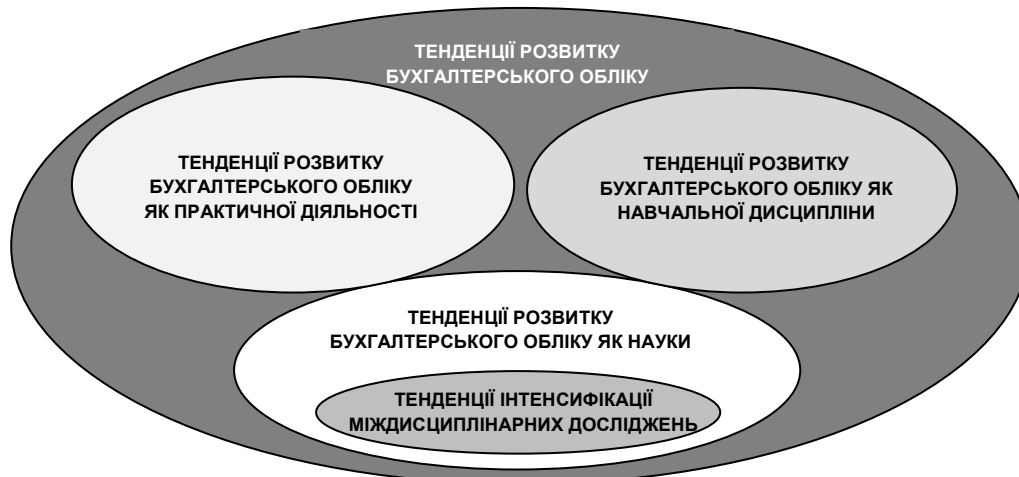 ТЕНДЕНЦІЇ РОЗВИТКУ
БУХГАЛТЕРСЬКОГО ОБЛІКУ
ТЕНДЕНЦІЇ РОЗВИТКУ
БУХГАЛТЕРСЬКОГО ОБЛІКУ
ЯК ПРАКТИЧНОЇ ДІЯЛЬНОСТІ
ТЕНДЕНЦІЇ РОЗВИТКУ
БУХГАЛТЕРСЬКОГО ОБЛІКУ ЯК
НАВЧАЛЬНОЇ ДИСЦИПЛІНИ
ТЕНДЕНЦІЇ РОЗВИТКУ
БУХГАЛТЕРСЬКОГО ОБЛІКУ ЯК НАУКИ
ТЕНДЕНЦІЇ ІНТЕНСИФІКАЦІЇ
МІЖДИСЦИПЛІНАРНИХ ДОСЛІДЖЕНЬ